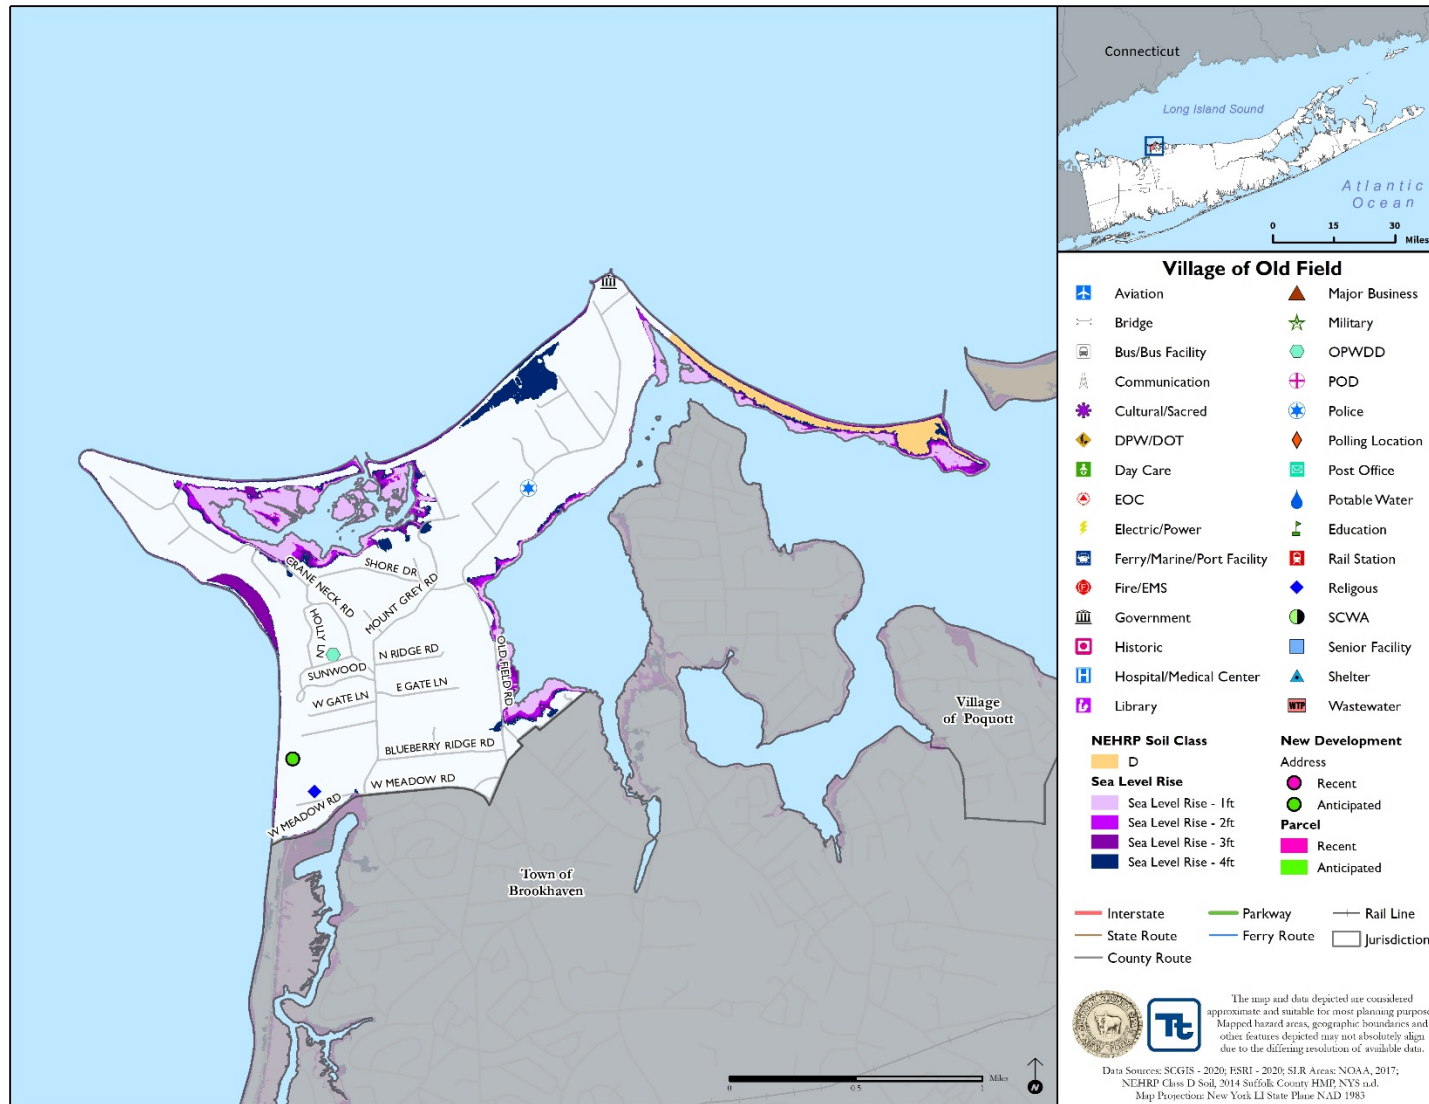 Connecticut
Long Island Sound
Atlantic
Ocean
0 15 30
Miles
Village of Old Field
Aviation
Bridge
Bus/Bus Facility
Communication
Cultural/Sacred
DPW/DOT
Day Care
EOC
Electric/Power
Ferry/Marine/Port Facility
Fire/EMS
Government
Historic
Hospital/Medical Center
Library
Major Business
Military
OPWDD
POD
Police
Polling Location
Post Office
Potable Water
Education
Rail Station
Religous
SCWA
Senior Facility
Shelter
WTP Wastewater
NEHRP Soil Class
D
Sea Level Rise
Sea Level Rise - 1ft
Sea Level Rise - 2ft
Sea Level Rise - 3ft
Sea Level Rise - 4ft
New Development
Address
Recent
Anticipated
Parcel
Recent
Anticipated
Interstate
State Route
County Route
Parkway
Ferry Route
Rail Line
Jurisdiction
Tt
The map and data depicted are considered
approximate and suitable for most planning purpose
Mapped hazard areas, geographic boundaries and
other features depicted may not absolutely align
due to the differing resolution of available data.
Data Sources: SCGIS - 2020; ESRI - 2020; SLR Areas: NOAA, 2017;
NEHRP Class D Soil, 2014 Suffolk County HMP, NYS n.d.
Map Projection: New York LI State Plane NAD 1983
CRANE NECK RD
SHORE DR
MOUNT GREY RD
HOLLY LN
SUNWOOD
N RIDGE RD
W GATE LN
E GATE LN
OLD FIELD RD
BLUEBERRY RIDGE RD
W MEADOW RD
W MEADOW RD
Village
of Poquott
Town of
Brookhaven
0 0.5 1
Miles
N